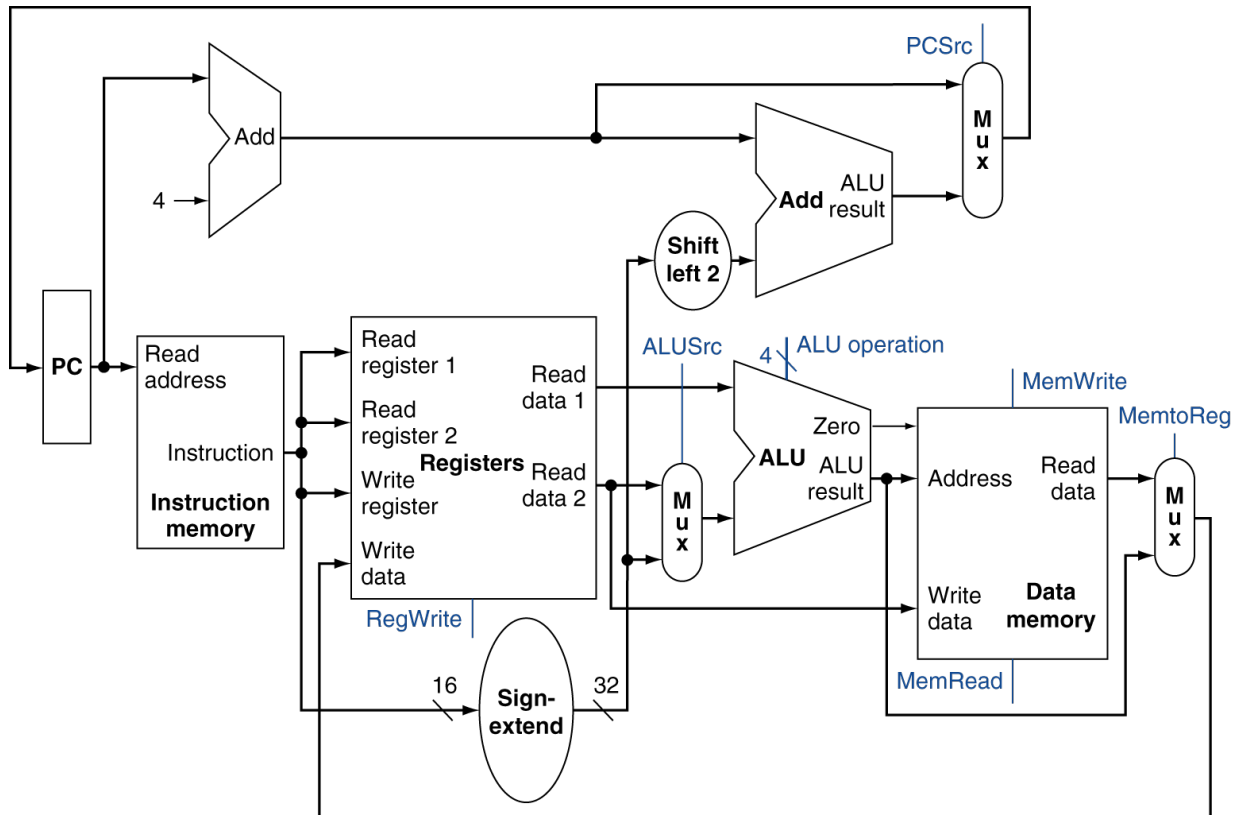 PCSrc
M
u
x
Add
4
Add
ALU
result
Shift
left 2
PC
Read
address
Instruction
Instruction
memory
Read
register 1
Read
register 2
Write
register
Write
data
Registers
Read
data 1
Read
data 2
RegWrite
16
Sign-
extend
32
ALUSrc
M
u
x
4
ALU operation
Zero
ALU
ALU
result
MemWrite
Address
Read
data
Write
data
Data
memory
MemRead
MemtoReg
M
u
x